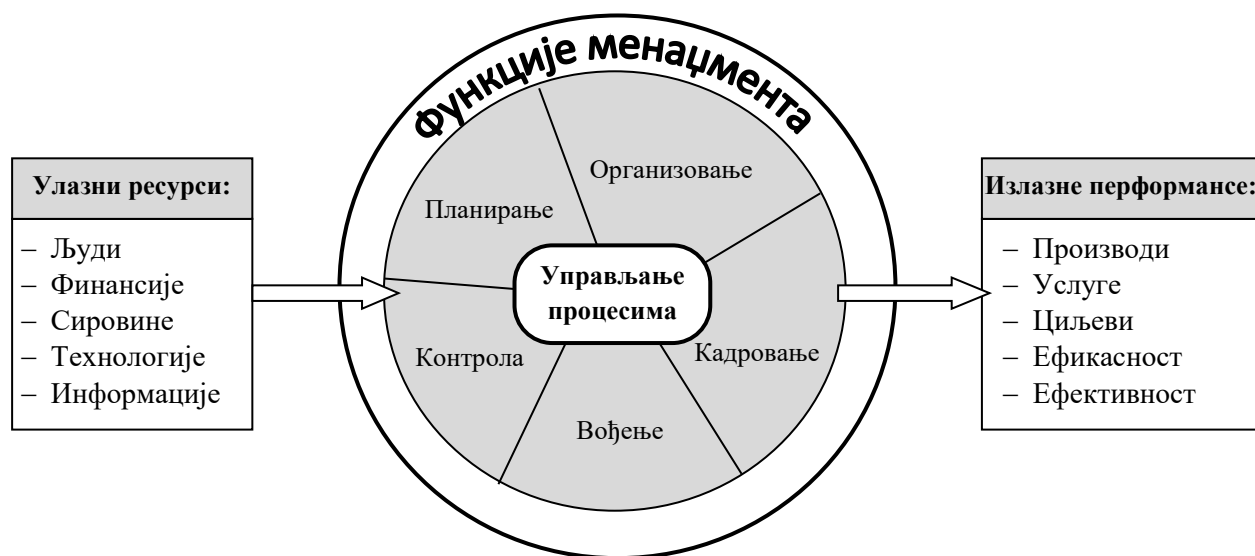 Функције менаџмента
Улазни ресурси:
– Људи
– Финансије
– Сировине
– Технологије
– Информације
Планирање
Организовање
Управљање
процесима
Контрола
Вођење
Кадровање
Излазне перформансе:
– Производи
– Услуге
– Циљеви
– Ефикасност
– Ефективност